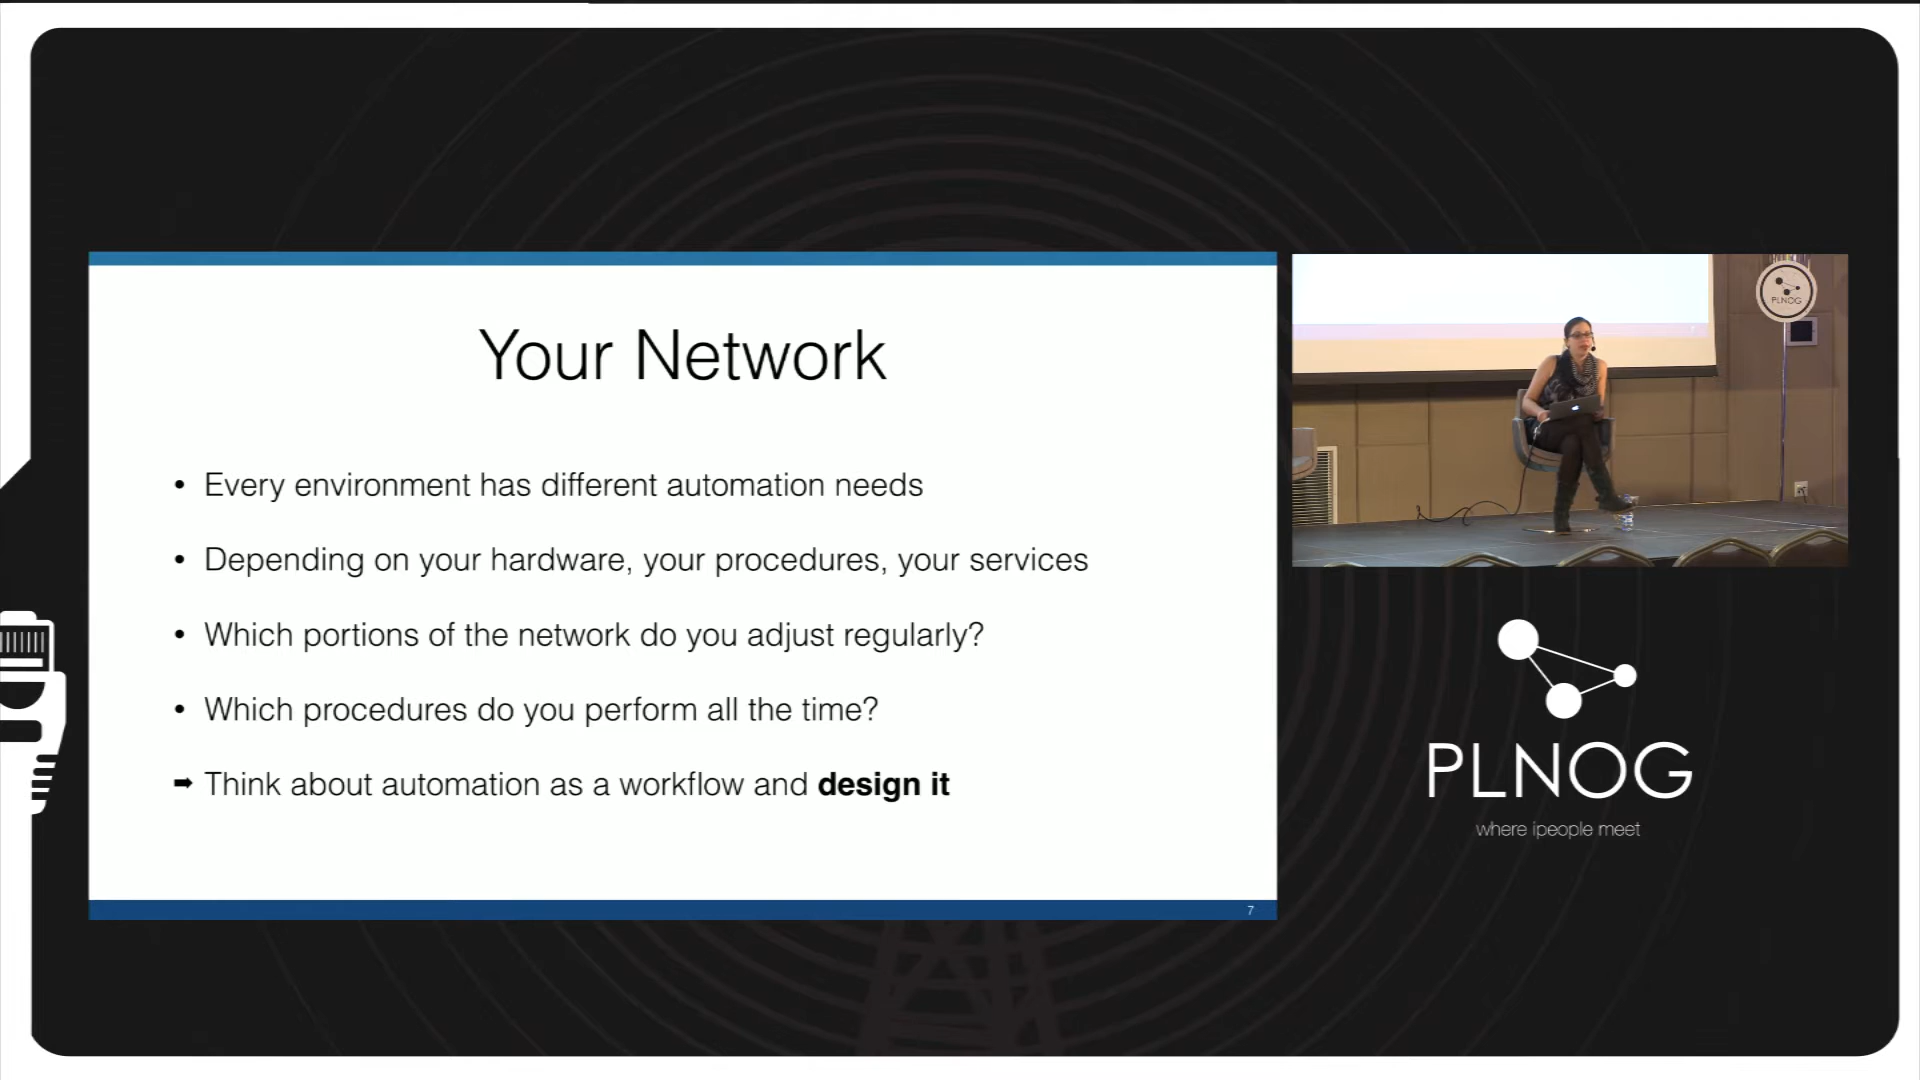 Your Network
• Every environment has different automation needs
• Depending on your hardware, your procedures, your services
• Which portions of the network do you adjust regularly?
• Which procedures do you perform all the time?
➡ Think about automation as a workflow and design it
7
PLNOG
PLNOG
where ipeople meet